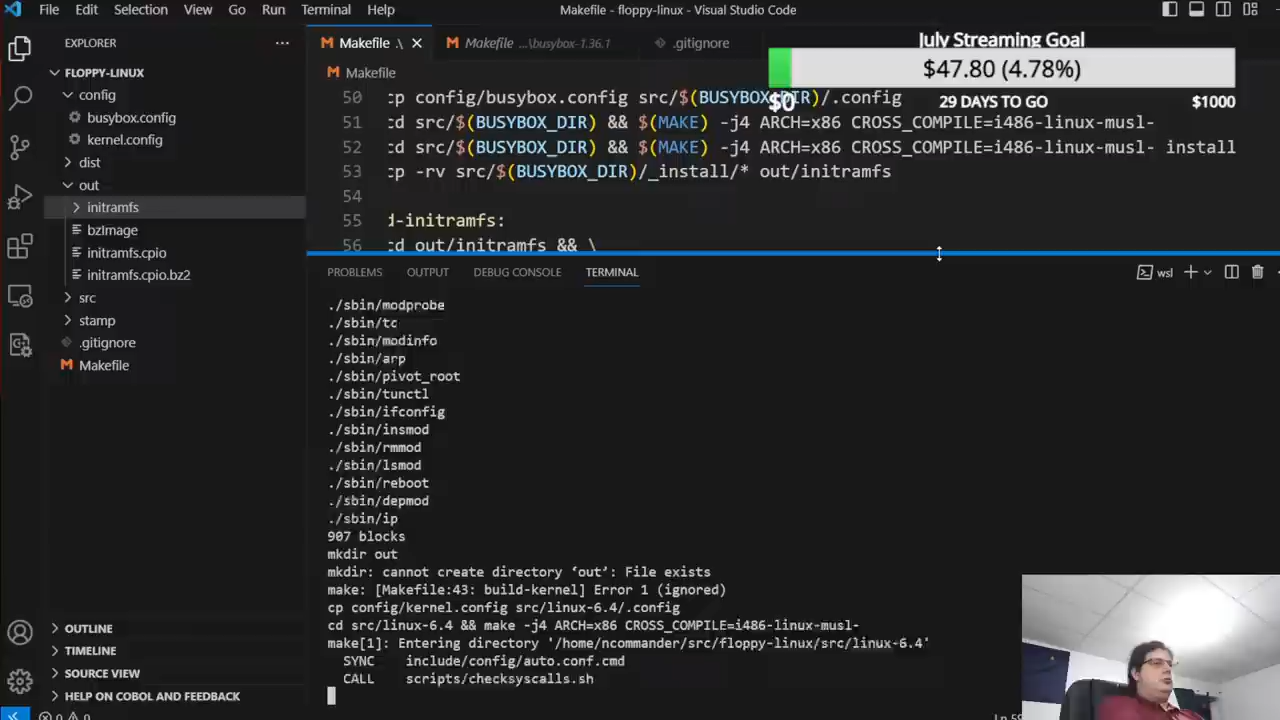 File Edit Selection View Go Run Terminal Help
Makefile - floppy-linux - Visual Studio Code
EXPLORER
Makefile .\
Makefile ...\busybox-1.36.1
.gitignore
July Streaming Goal
$47.80 (4.78%)
$0
29 DAYS TO GO
$1000
FLOPPY-LINUX
config
busybox.config
kernel.config
dist
out
initramfs
bzImage
initramfs.cpio
initramfs.cpio.bz2
src
stamp
.gitignore
Makefile
OUTLINE
TIMELINE
SOURCE VIEW
HELP ON COBOL AND FEEDBACK
Makefile
50 cp config/busybox.config src/$(BUSYBOX_DIR)/.config
51 cd src/$(BUSYBOX_DIR) && $(MAKE) -j4 ARCH=x86 CROSS_COMPILE=i486-linux-musl-
52 cd src/$(BUSYBOX_DIR) && $(MAKE) -j4 ARCH=x86 CROSS_COMPILE=i486-linux-musl- install
53 cp -rv src/$(BUSYBOX_DIR)/_install/* out/initramfs
54
55 d-initramfs:
56 cd out/initramfs && \
PROBLEMS OUTPUT DEBUG CONSOLE TERMINAL
wsl
./sbin/modprobe
./sbin/tc
./sbin/modinfo
./sbin/arp
./sbin/pivot_root
./sbin/tunctl
./sbin/ifconfig
./sbin/insmod
./sbin/rmmod
./sbin/lsmod
./sbin/reboot
./sbin/depmod
./sbin/ip
907 blocks
mkdir out
mkdir: cannot create directory ‘out’: File exists
make: [Makefile:43: build-kernel] Error 1 (ignored)
cp config/kernel.config src/linux-6.4/.config
cd src/linux-6.4 && make -j4 ARCH=x86 CROSS_COMPILE=i486-linux-musl-
make[1]: Entering directory '/home/ncommander/src/floppy-linux/src/linux-6.4'
SYNC include/config/auto.conf.cmd
CALL scripts/checksyscalls.sh